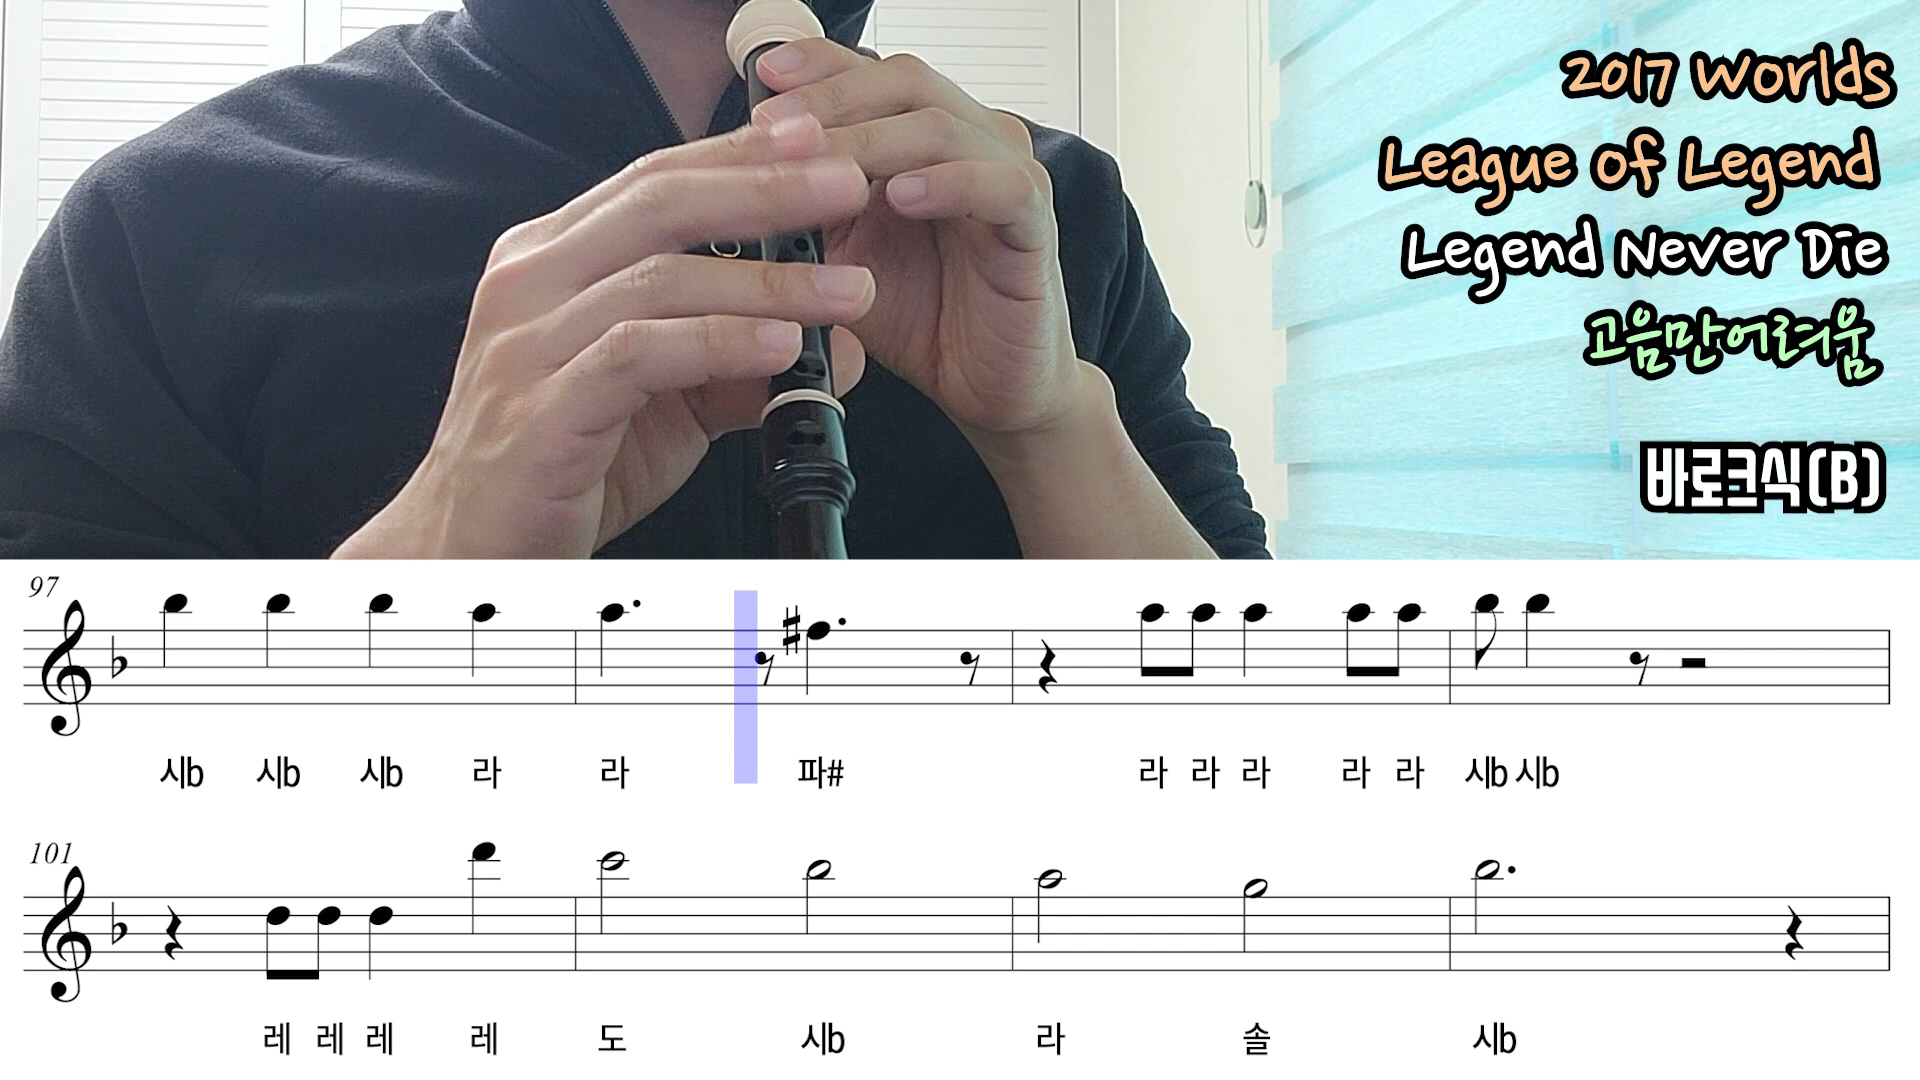 2017 Worlds
League of Legend
Legend Never Die
고음만어려움
바로크식(B)
97
시b 시b 시b 라 라 파# 라 라 라 라 라 시b 시b
101
레 레 레 레 도 시b 라 솔 시b